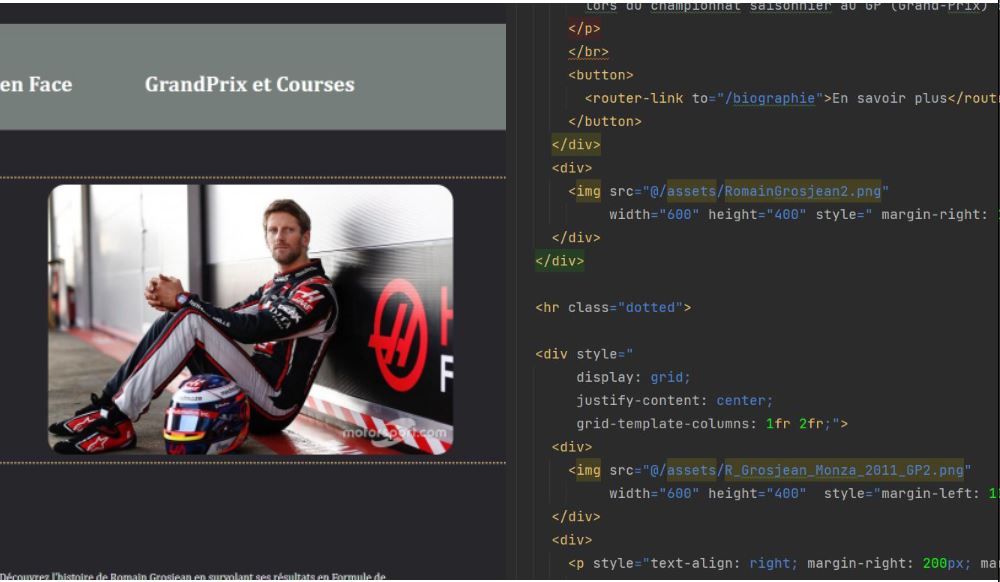 en Face
GrandPrix et Courses
motorsport.com
Découvrez l'histoire de Romain Grosjean en survolant ses résultats en Formule de
lors du championnat saisonnier au GP (Grand-Prix)
</p>
</br>
<button>
<router-link to="/biographie">En savoir plus</rout
</button>
</div>
<div>
<img src="@/assets/RomainGrosjean2.png"
width="600" height="400" style=" margin-right:
</div>
</div>
<hr class="dotted">
<div style="
display: grid;
justify-content: center;
grid-template-columns: 1fr 2fr;">
<div>
<img src="@/assets/R_Grosjean_Monza_2011_GP2.png"
width="600" height="400"  style="margin-left: 1
</div>
<div>
<p style="text-align: right; margin-right: 200px; ma